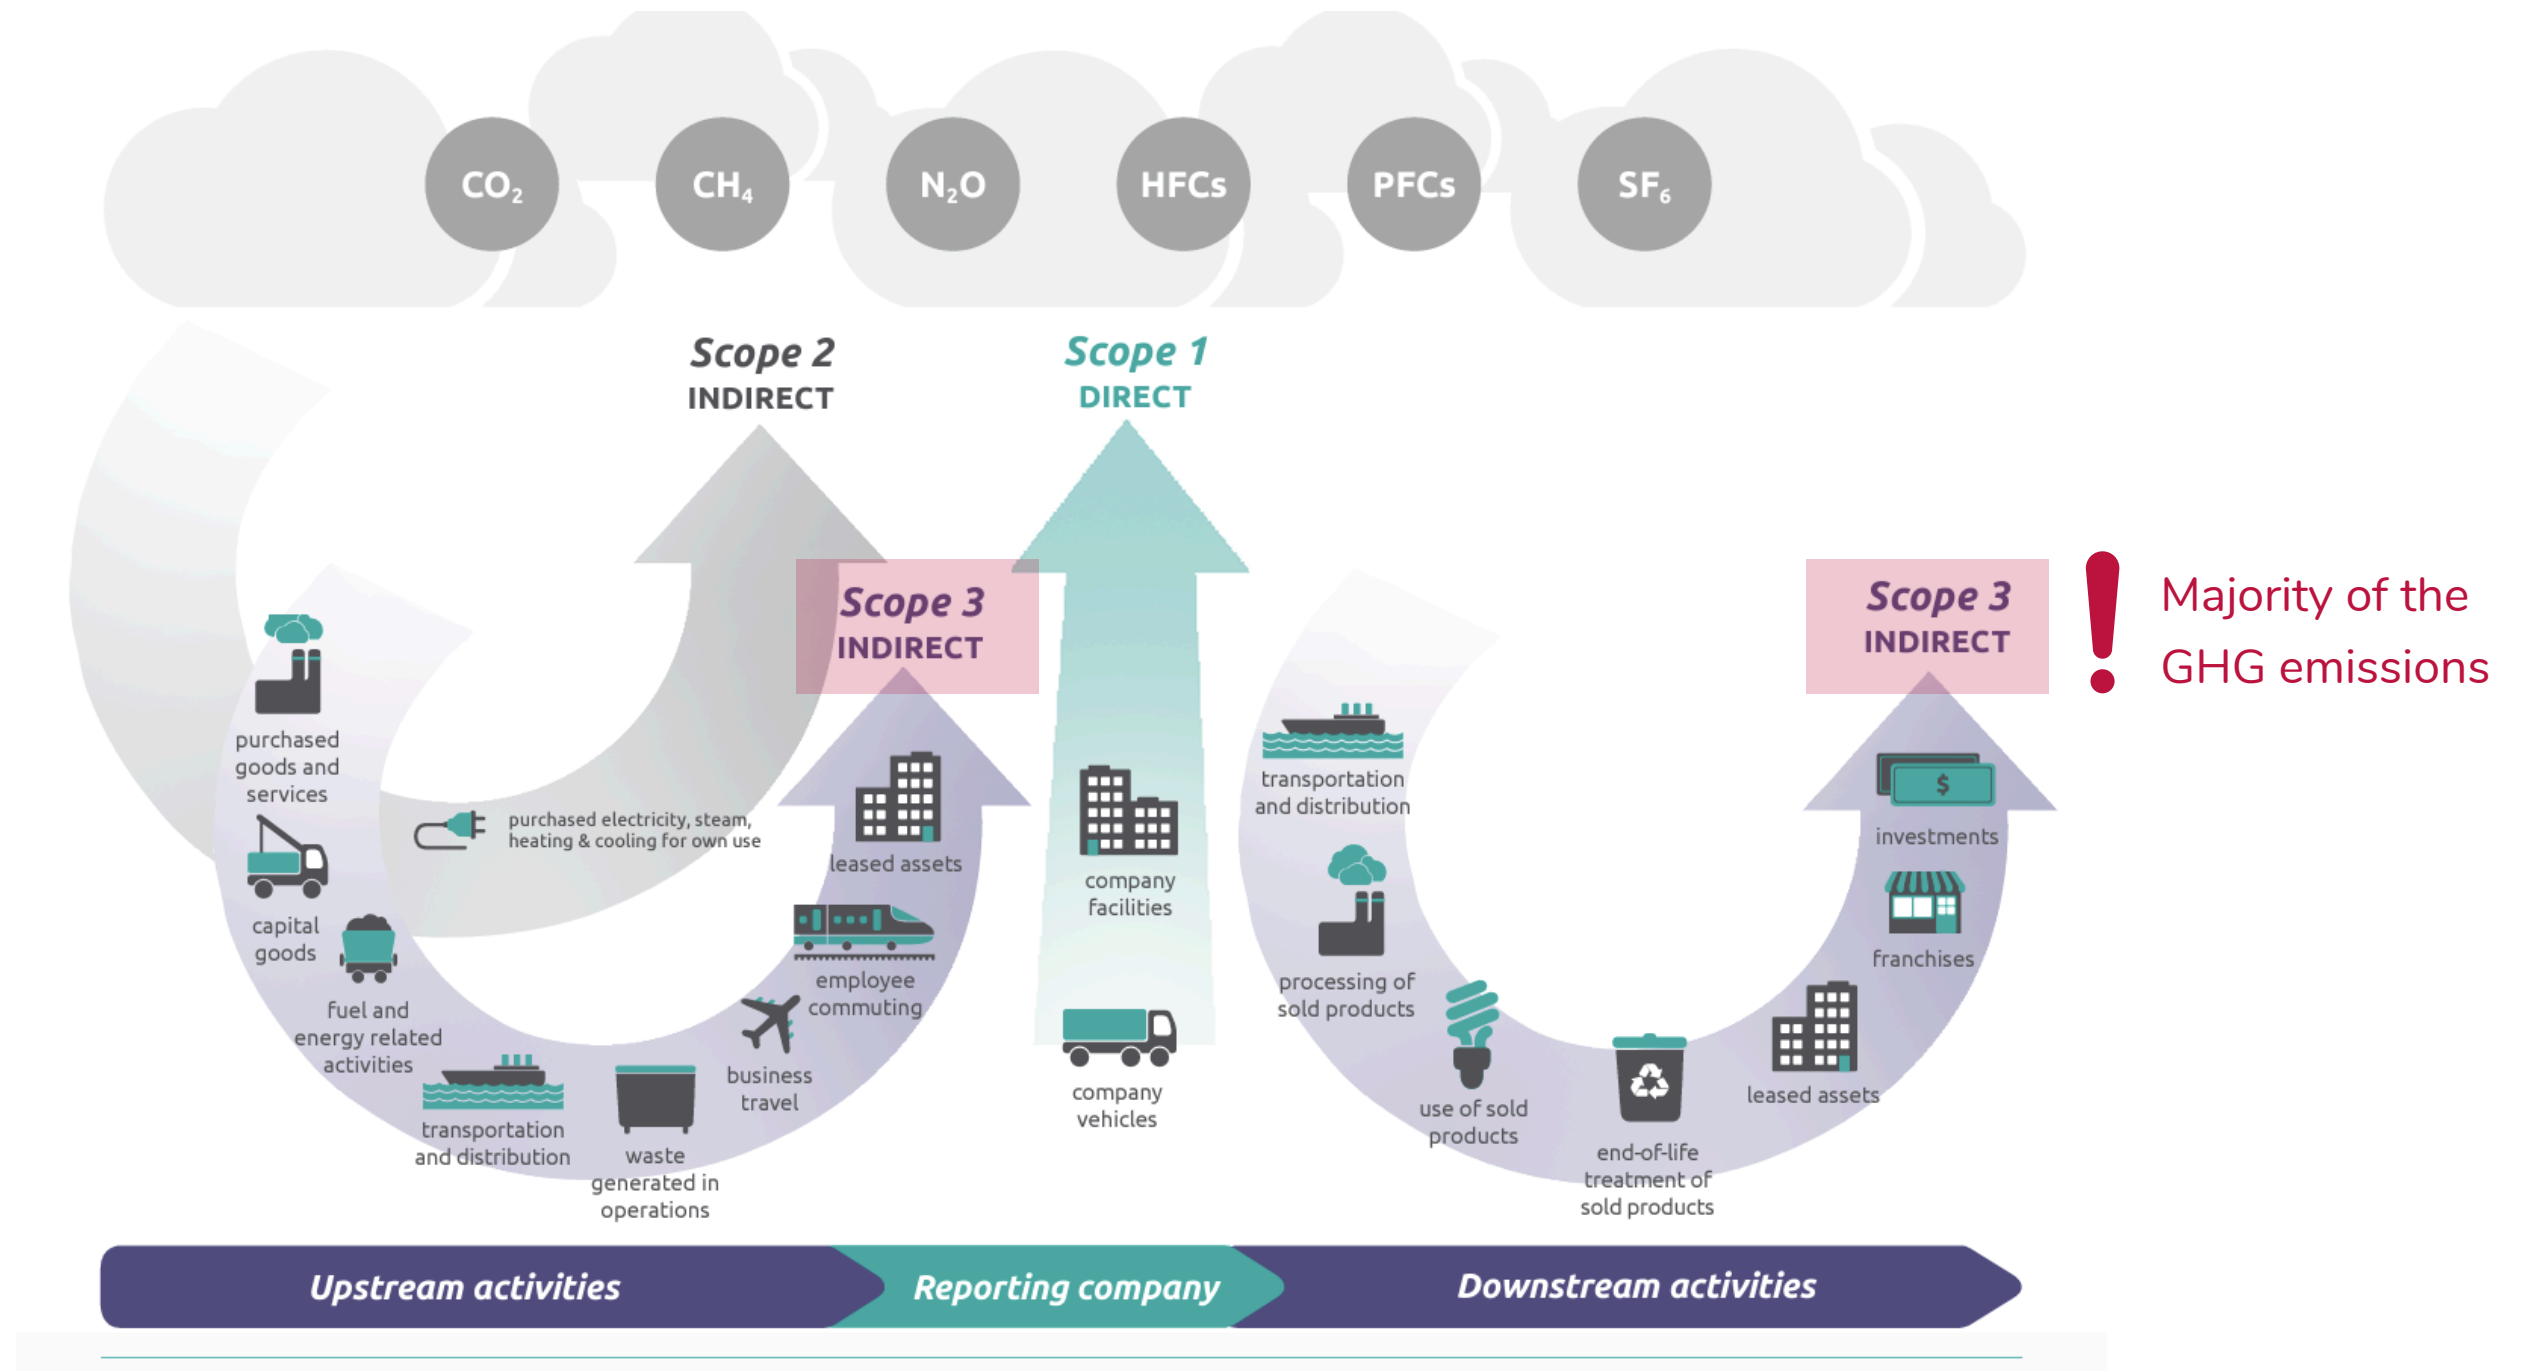 CO₂
CH₄
N₂O
HFCs
PFCs
SF₆
Scope 2
INDIRECT
Scope 1
DIRECT
Scope 3
INDIRECT
Scope 3
INDIRECT
Majority of the
GHG emissions
purchased
goods and
services
capital
goods
fuel and
energy related
activities
transportation
and distribution
waste
generated in
operations
business
travel
employee
commuting
leased assets
purchased electricity, steam,
heating & cooling for own use
company
facilities
company
vehicles
transportation
and distribution
processing of
sold products
use of sold
products
end-of-life
treatment of
sold products
leased assets
franchises
$
investments
Upstream activities
Reporting company
Downstream activities